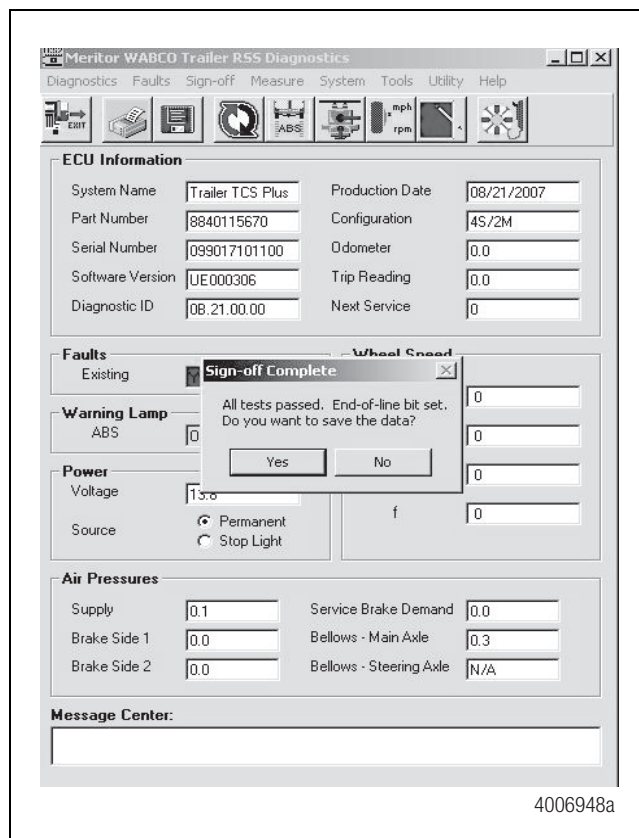 Meritor WABCO Trailer RSS Diagnostics
Diagnostics Faults Sign-off Measure System Tools Utility Help
EXIT ABS mph
rpm
ECU Information
System Name Trailer TCS Plus Production Date 08/21/2007
Part Number 8840115670 Configuration 4S/2M
Serial Number 099017101100 Odometer 0.0
Software Version UE000306 Trip Reading 0.0
Diagnostic ID 0B.21.00.00 Next Service 0
Faults Wheel Speed
Existing Y
Sign-off Complete
All tests passed. End-of-line bit set.
Do you want to save the data?
Yes No
0
Warning Lamp
ABS O 0
Power 0
Voltage 13.8
f 0
Source Permanent
Stop Light
Air Pressures
Supply 0.1 Service Brake Demand 0.0
Brake Side 1 0.0 Bellows - Main Axle 0.3
Brake Side 2 0.0 Bellows - Steering Axle N/A
Message Center:
4006948a